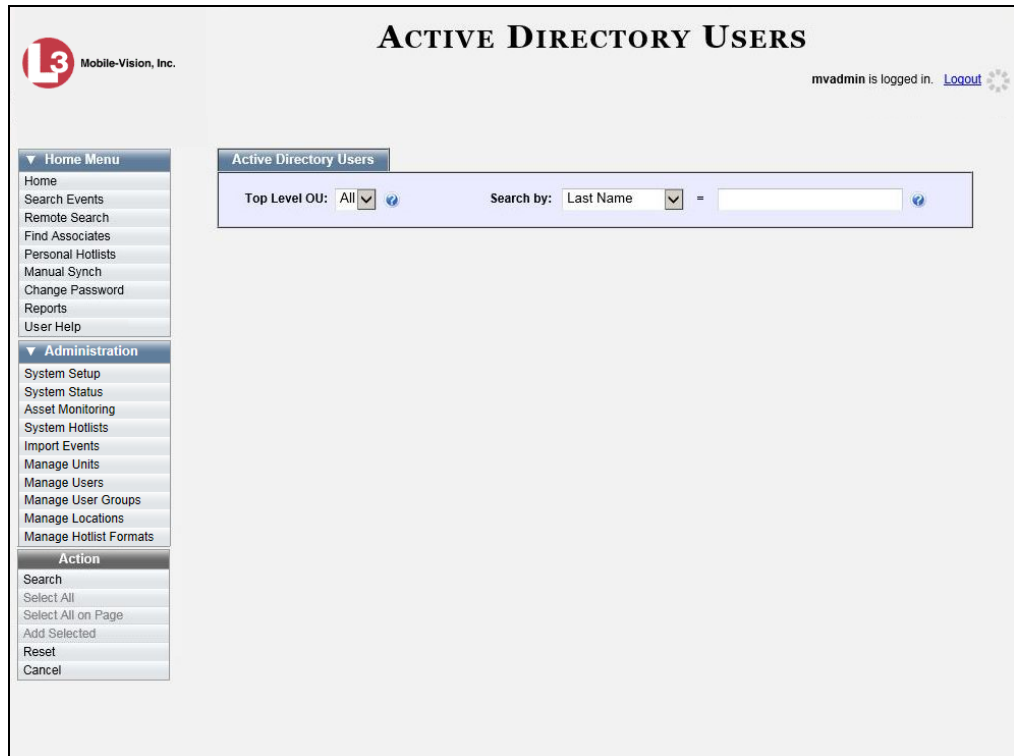 ACTIVE DIRECTORY USERS
L3 Mobile-Vision, Inc.
mvadmin is logged in. Logout
▼ Home Menu
Home
Search Events
Remote Search
Find Associates
Personal Hotlists
Manual Synch
Change Password
Reports
User Help
▼ Administration
System Setup
System Status
Asset Monitoring
System Hotlists
Import Events
Manage Units
Manage Users
Manage User Groups
Manage Locations
Manage Hotlist Formats
Action
Search
Select All
Select All on Page
Add Selected
Reset
Cancel
Active Directory Users
Top Level OU: All ? Search by: Last Name = ?